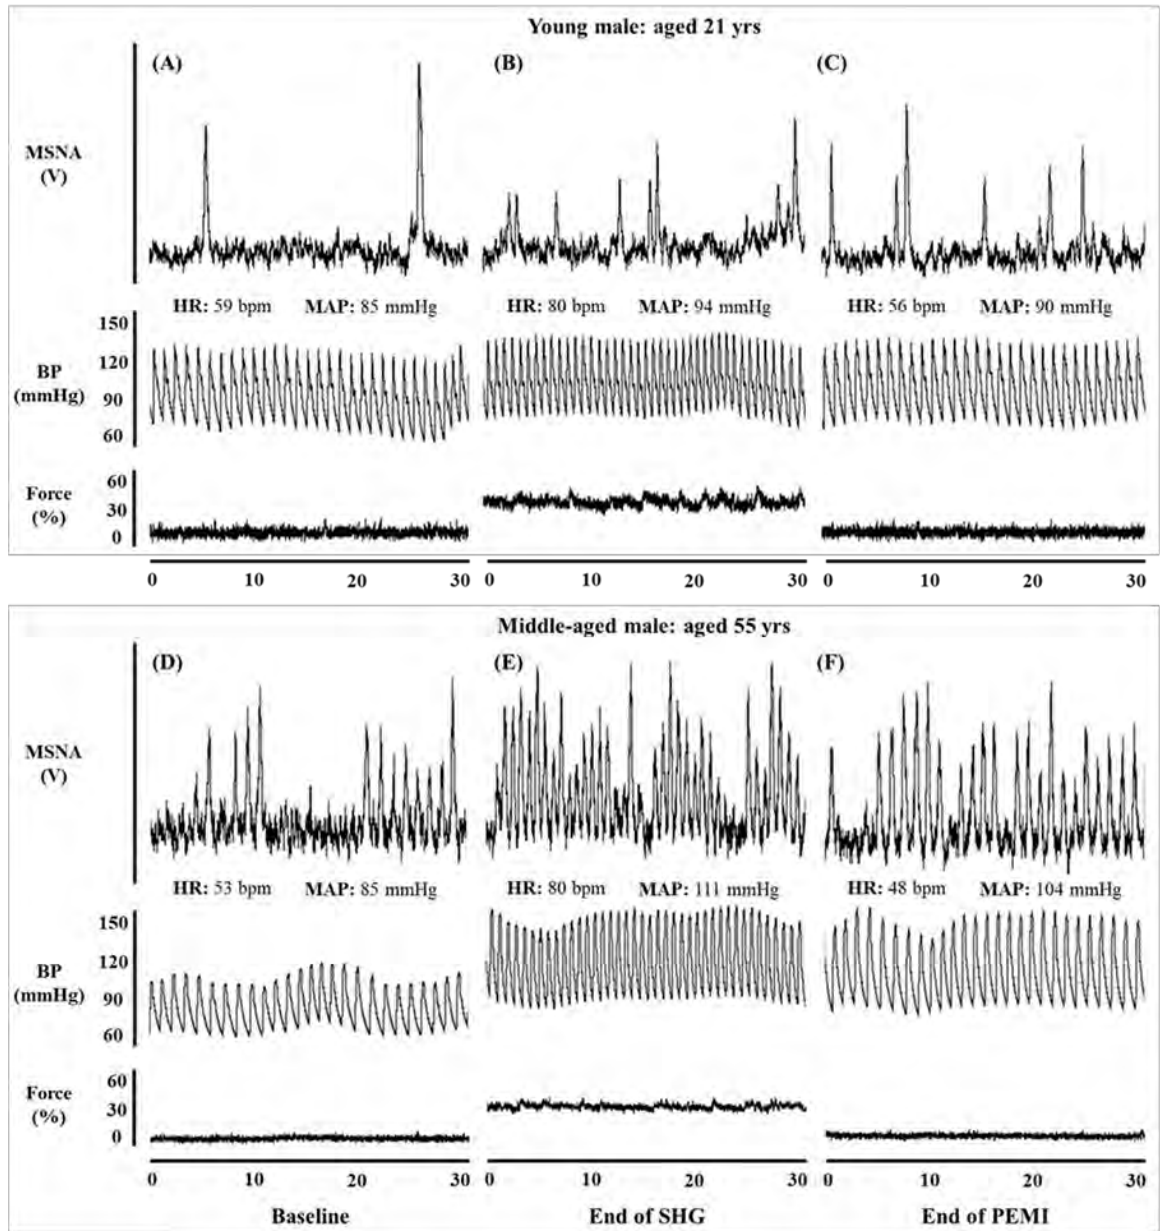 Young male: aged 21 yrs
(A) (B) (C)
MSNA
(V)
HR: 59 bpm MAP: 85 mmHg HR: 80 bpm MAP: 94 mmHg HR: 56 bpm MAP: 90 mmHg
150
120
BP
(mmHg)
90
60
60
Force
(%)
30
0
0 10 20 30 0 10 20 30 0 10 20 30
Middle-aged male: aged 55 yrs
(D) (E) (F)
MSNA
(V)
HR: 53 bpm MAP: 85 mmHg HR: 80 bpm MAP: 111 mmHg HR: 48 bpm MAP: 104 mmHg
150
120
BP
(mmHg)
90
60
60
Force
(%)
30
0
0 10 20 30 0 10 20 30 0 10 20 30
Baseline End of SHG End of PEMI